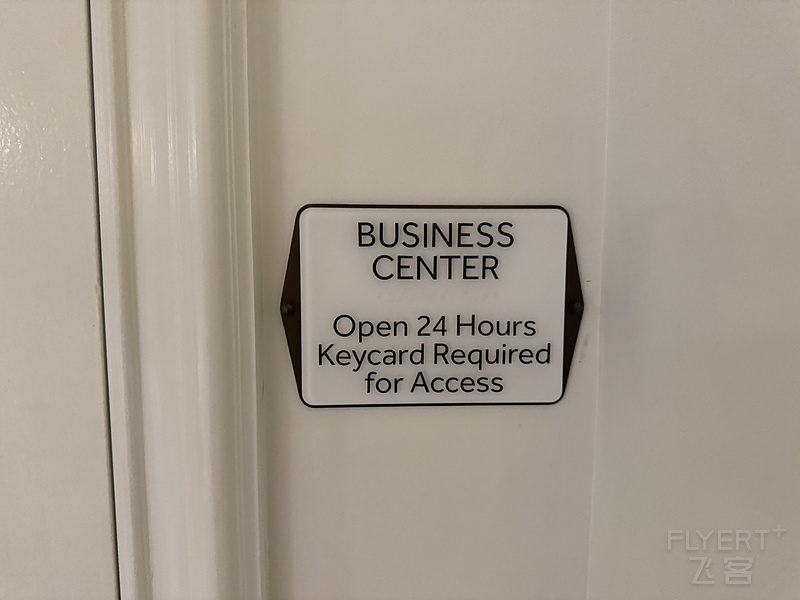 BUSINESS
CENTER
Open 24 Hours
Keycard Required
for Access
FLYERT+
飞客